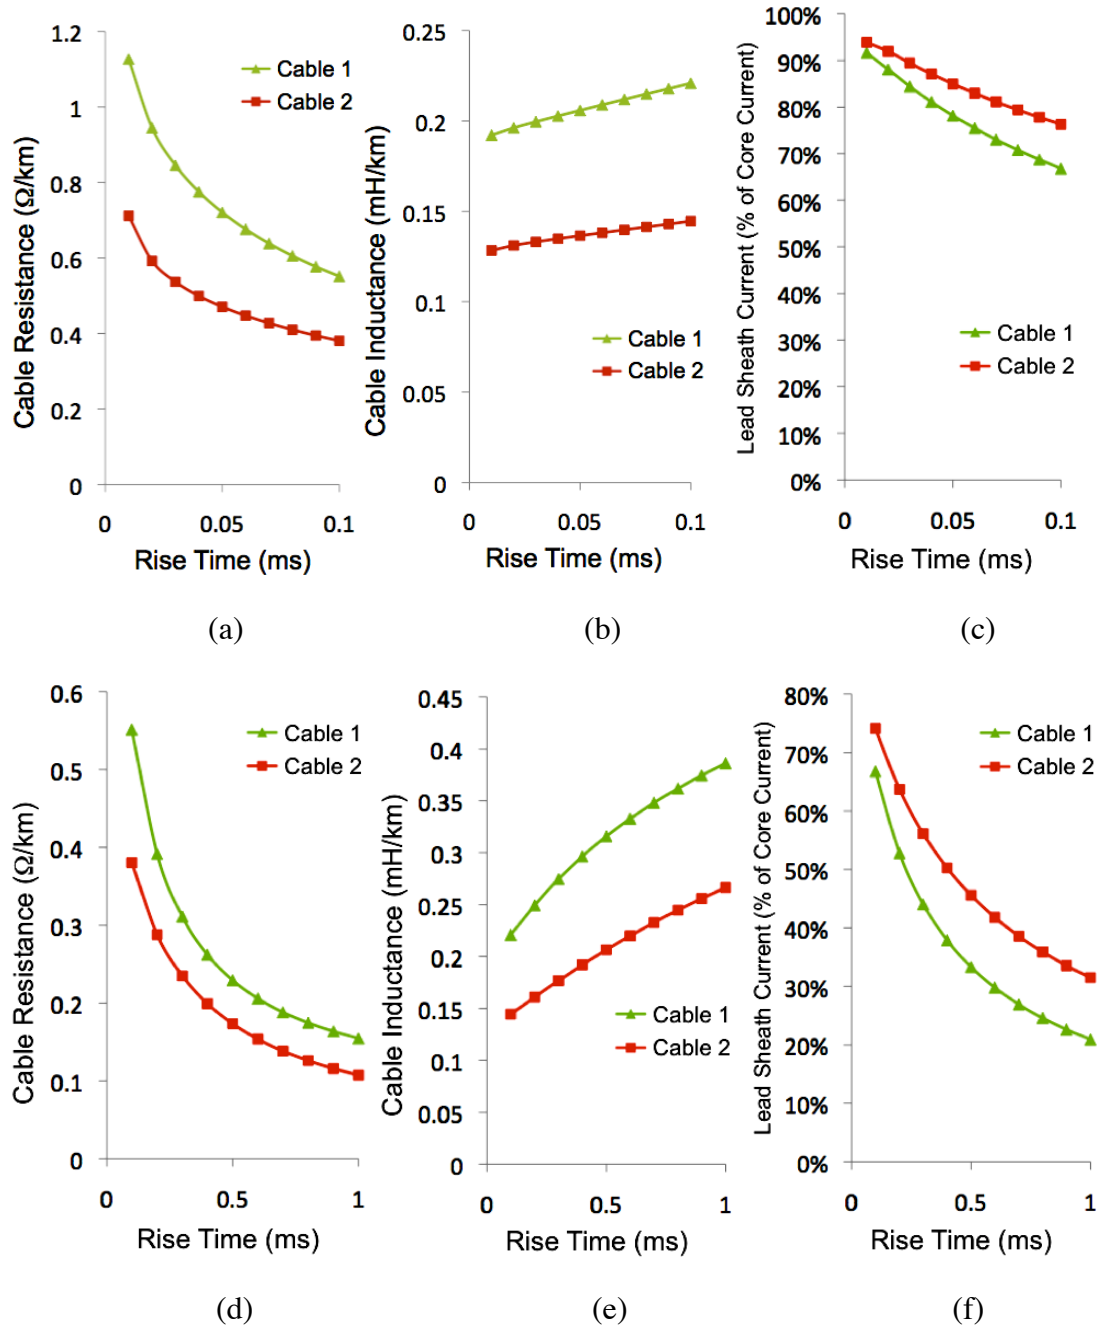 Cable Resistance (Ω/km)
1.2
1
0.8
0.6
0.4
0.2
0
Cable 1
Cable 2
0
0.05
0.1
Rise Time (ms)
(a)
Cable Inductance (mH/km)
0.25
0.2
0.15
0.1
0.05
0
Cable 1
Cable 2
0
0.05
0.1
Rise Time (ms)
(b)
Lead Sheath Current (% of Core Current)
100%
90%
80%
70%
60%
50%
40%
30%
20%
10%
0%
Cable 1
Cable 2
0
0.05
0.1
Rise Time (ms)
(c)
Cable Resistance (Ω/km)
0.6
0.5
0.4
0.3
0.2
0.1
0
Cable 1
Cable 2
0
0.5
1
Rise Time (ms)
(d)
Cable Inductance (mH/km)
0.45
0.4
0.35
0.3
0.25
0.2
0.15
0.1
0.05
0
Cable 1
Cable 2
0
0.5
1
Rise Time (ms)
(e)
Lead Sheath Current (% of Core Current)
80%
70%
60%
50%
40%
30%
20%
10%
0%
Cable 1
Cable 2
0
0.5
1
Rise Time (ms)
(f)